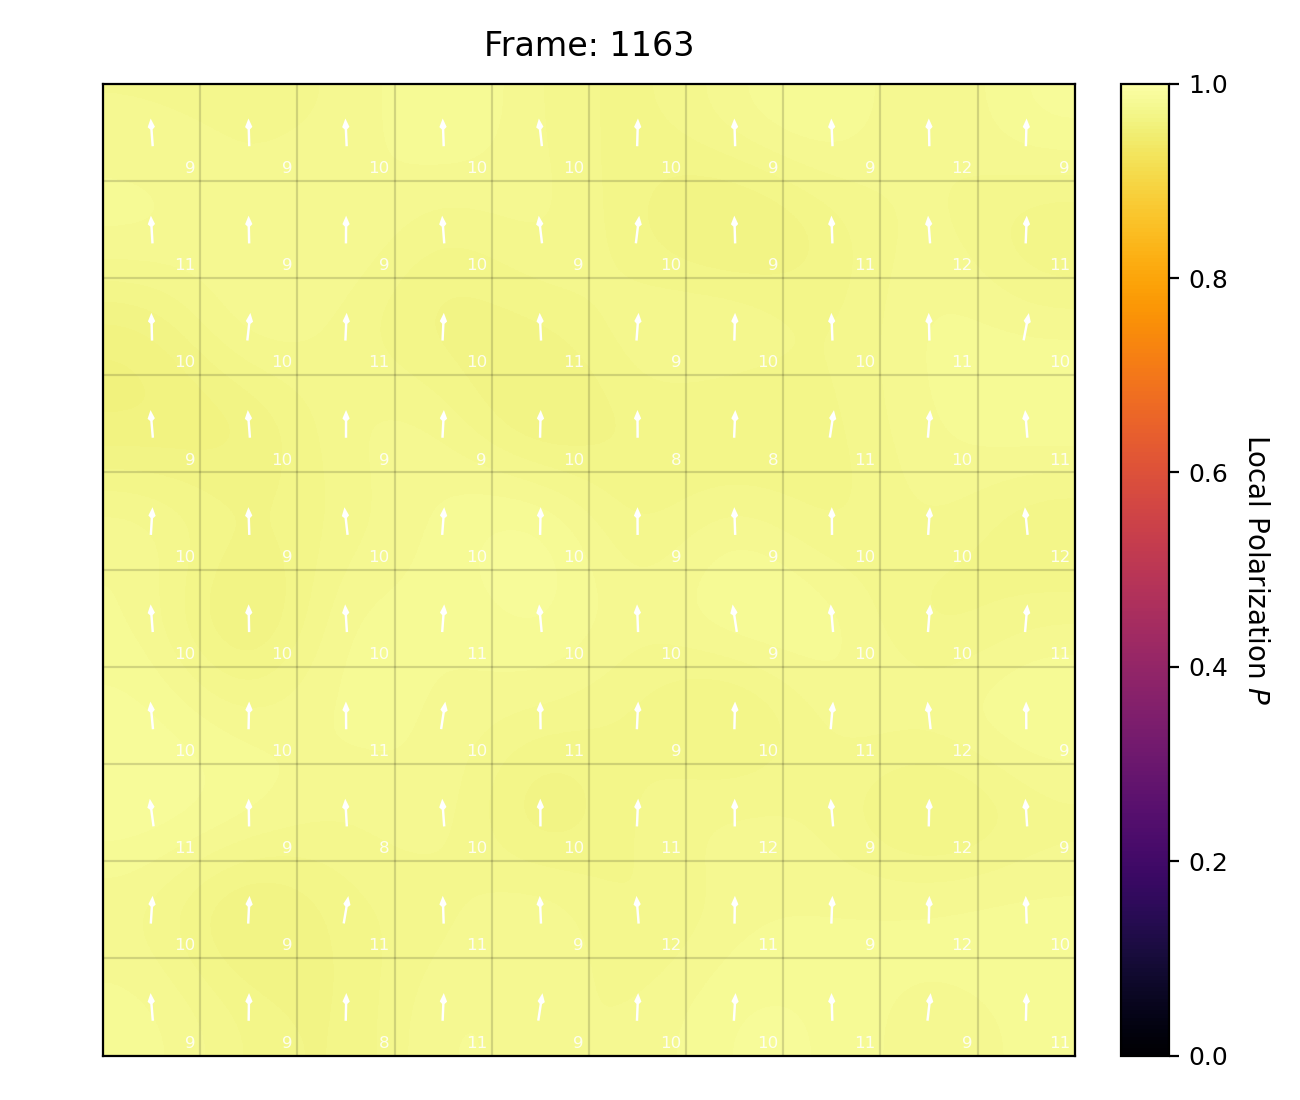 Frame: 1163
9 9 10 10 10 10 9 9 12 9
11 9 9 10 9 10 9 11 12 11
10 10 11 10 11 9 10 10 11 10
9 10 9 9 10 8 8 11 10 11
10 9 10 10 10 9 9 10 10 12
10 10 10 11 10 10 9 10 10 11
10 10 11 10 11 9 10 11 12 9
11 9 8 10 10 11 12 9 12 9
10 9 11 11 9 12 11 9 12 10
9 9 8 11 9 10 10 11 9 11
1.0
0.8
0.6
0.4
0.2
0.0
Local Polarization P